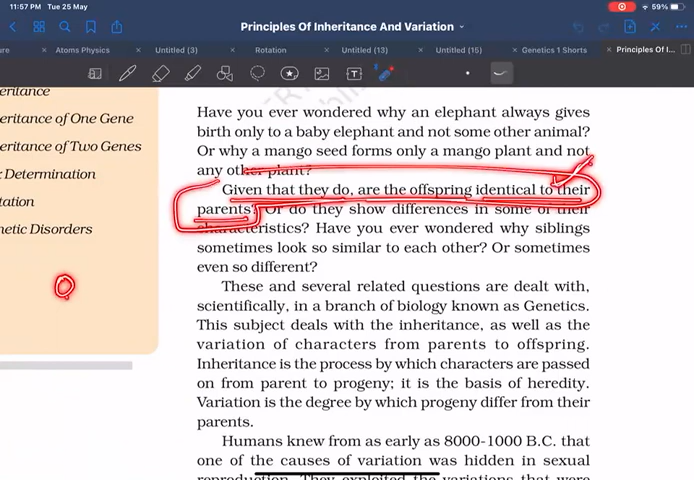 11:57 PM Tue 25 May
59%
Principles Of Inheritance And Variation
ure
Atoms Physics
Untitled (3)
Rotation
Untitled (13)
Untitled (15)
Genetics 1 Shorts
Principles Of I...
eritance
eritance of One Gene
eritance of Two Genes
Determination
tation
netic Disorders
Have you ever wondered why an elephant always gives
birth only to a baby elephant and not some other animal?
Or why a mango seed forms only a mango plant and not
any other plant?
Given that they do, are the offspring identical to their
parents? Or do they show differences in some of their
characteristics? Have you ever wondered why siblings
sometimes look so similar to each other? Or sometimes
even so different?
These and several related questions are dealt with,
scientifically, in a branch of biology known as Genetics.
This subject deals with the inheritance, as well as the
variation of characters from parents to offspring.
Inheritance is the process by which characters are passed
on from parent to progeny; it is the basis of heredity.
Variation is the degree by which progeny differ from their
parents.
Humans knew from as early as 8000-1000 B.C. that
one of the causes of variation was hidden in sexual
reproduction. They exploited the variations that were